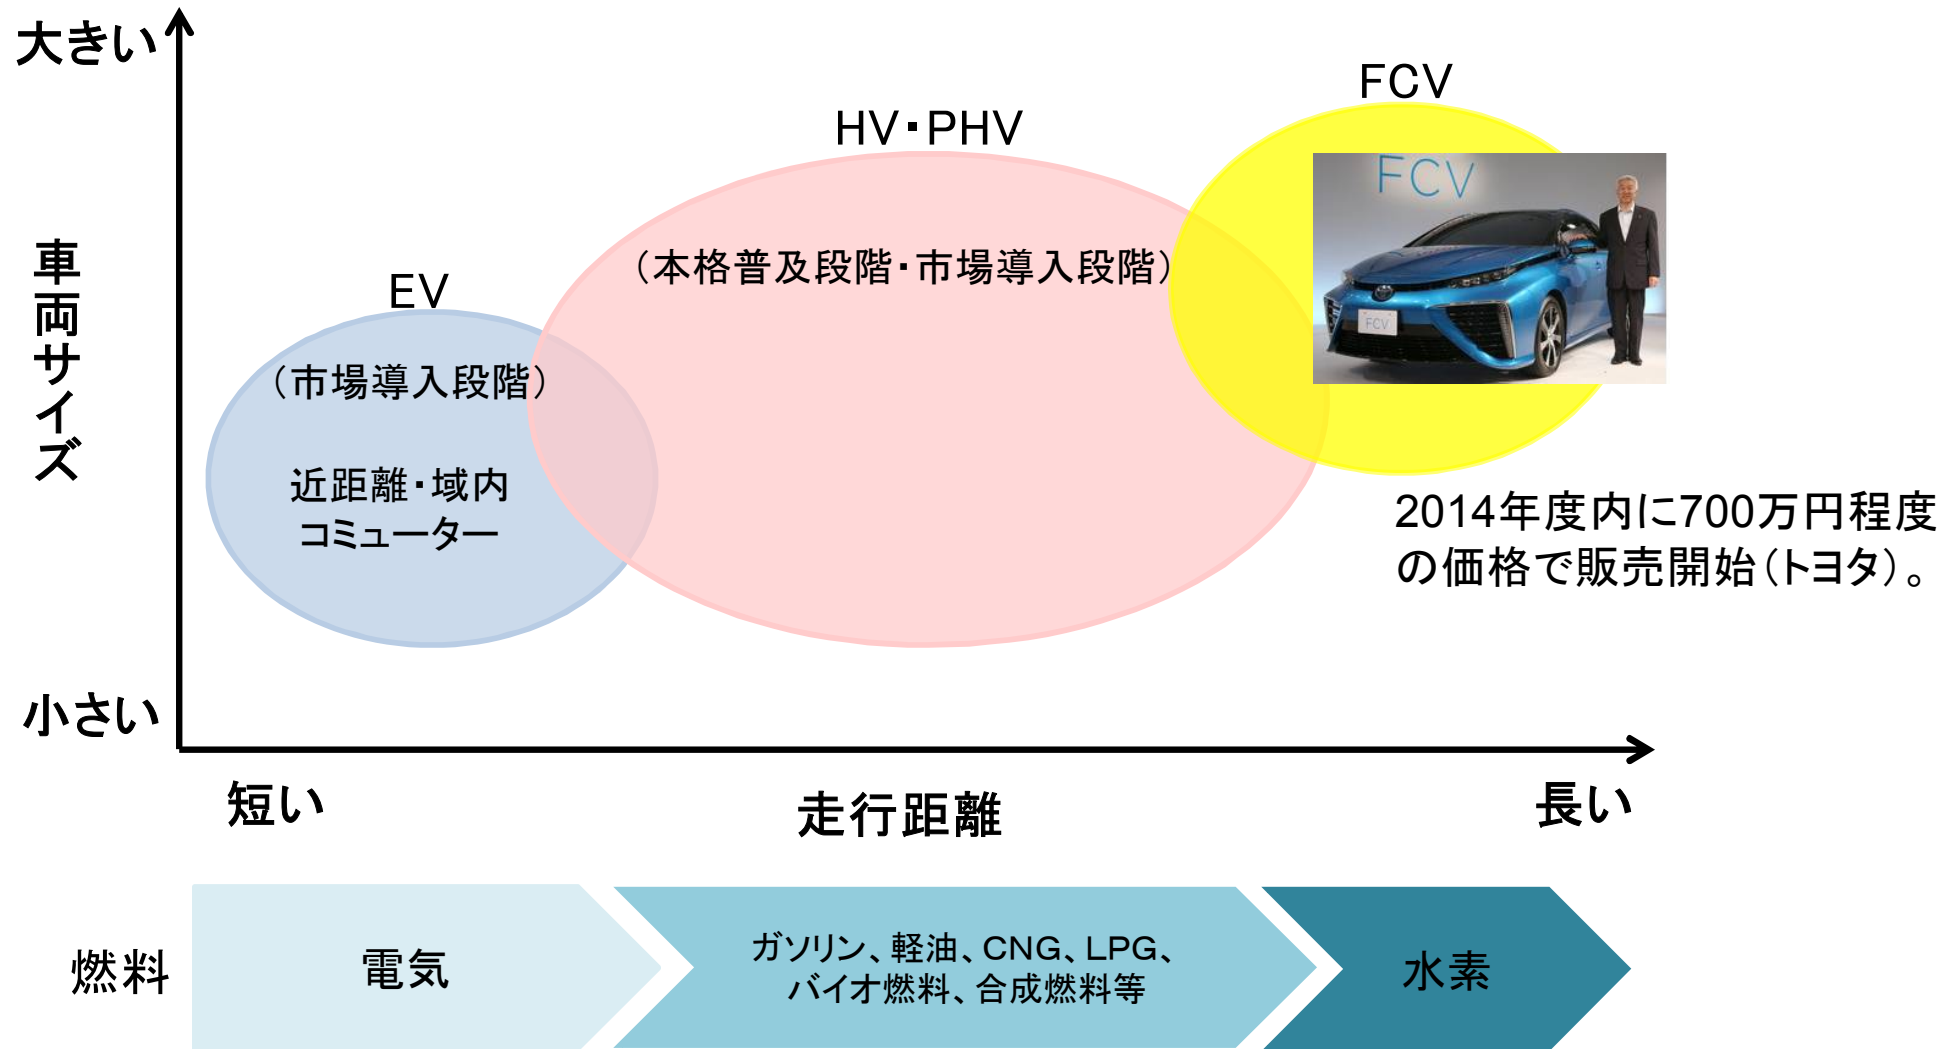 大きい
FCV
HV・PHV
FCV
(本格普及段階・市場導入段階)
車両サイズ
EV
FCV
(市場導入段階)
近距離・域内
コミューター
2014年度内に700万円程度
の価格で販売開始(トヨタ)。
小さい
短い
走行距離
長い
燃料
電気
ガソリン、軽油、CNG、LPG、
バイオ燃料、合成燃料等
水素